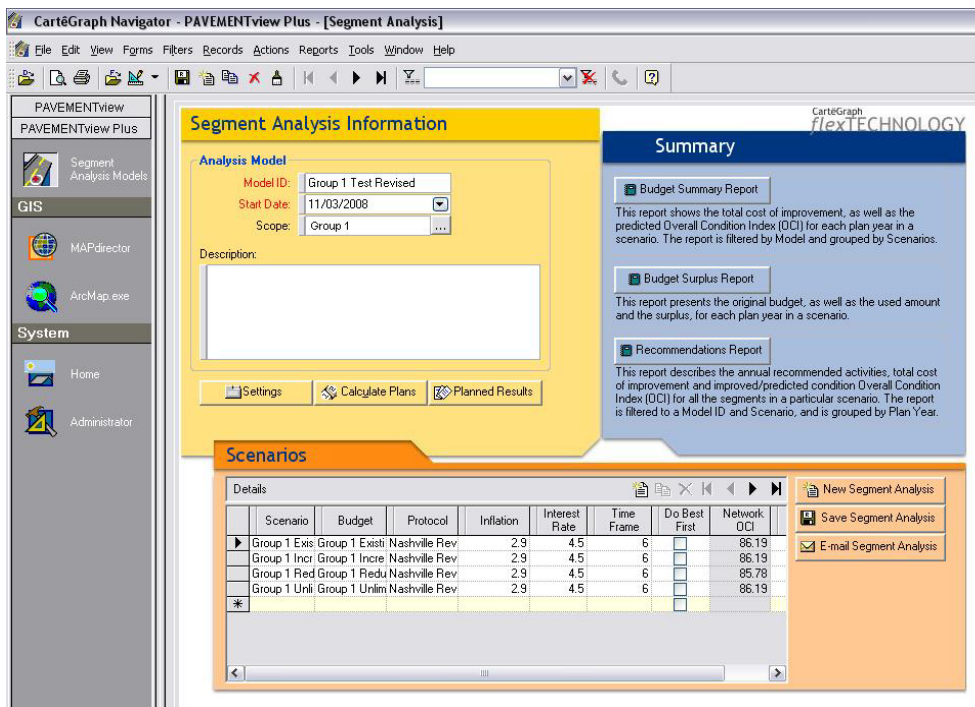 CartêGraph Navigator - PAVEMENTview Plus - [Segment Analysis]
File Edit View Forms Filters Records Actions Reports Tools Window Help
PAVEMENTview
PAVEMENTview Plus
Segment
Analysis Models
GIS
MAPdirector
ArcMap.exe
System
Home
Administrator
CartêGraph
flexTECHNOLOGY
Segment Analysis Information
Analysis Model
Model ID: Group 1 Test Revised
Start Date: 11/03/2008
Scope: Group 1 ...
Description:
Settings Calculate Plans Planned Results
Summary
Budget Summary Report
This report shows the total cost of improvement, as well as the
predicted Overall Condition Index (OCI) for each plan year in a
scenario. The report is filtered by Model and grouped by Scenarios.
Budget Surplus Report
This report presents the original budget, as well as the used amount
and the surplus, for each plan year in a scenario.
Recommendations Report
This report describes the annual recommended activities, total cost
of improvement and improved/predicted condition Overall Condition
Index (OCI) for all the segments in a particular scenario. The report
is filtered to a Model ID and Scenario, and is grouped by Plan Year.
Scenarios
Details
Scenario Budget Protocol Inflation Interest Rate Time Frame Do Best First Network OCI
Group 1 Exis Group 1 Existi Nashville Rev 2.9 4.5 6 86.19
Group 1 Incr Group 1 Incre Nashville Rev 2.9 4.5 6 86.19
Group 1 Red Group 1 Redu Nashville Rev 2.9 4.5 6 85.78
Group 1 Unli Group 1 Unlim Nashville Rev 2.9 4.5 6 86.19
New Segment Analysis
Save Segment Analysis
E-mail Segment Analysis